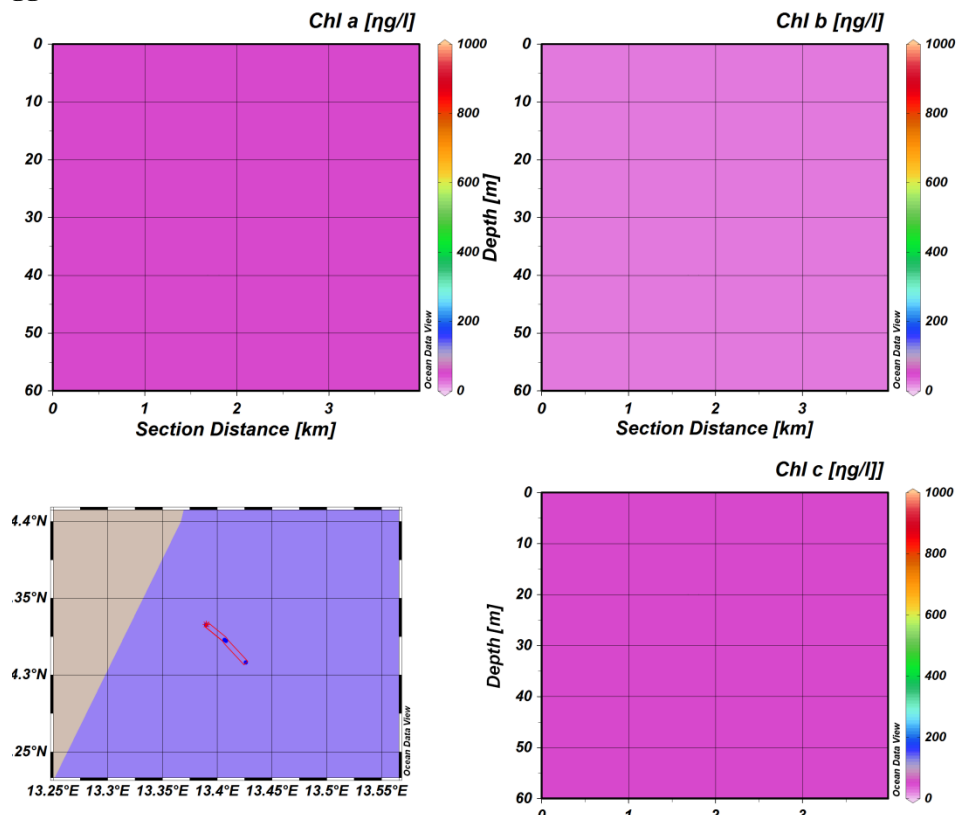 Chl a [ηg/l]
0
10
20
30
40
50
60
0 1 2 3
Section Distance [km]
1000
800
600
400
200
0
Ocean Data View
Chl b [ηg/l]
Depth [m]
0
10
20
30
40
50
60
0 1 2 3
Section Distance [km]
1000
800
600
400
200
0
Ocean Data View
.4.4°N
.35°N
4.3°N
.25°N
13.25°E 13.3°E 13.35°E 13.4°E 13.45°E 13.5°E 13.55°E
Ocean Data View
Chl c [ηg/l]]
Depth [m]
0
10
20
30
40
50
60
1000
800
600
400
200
0
Ocean Data View